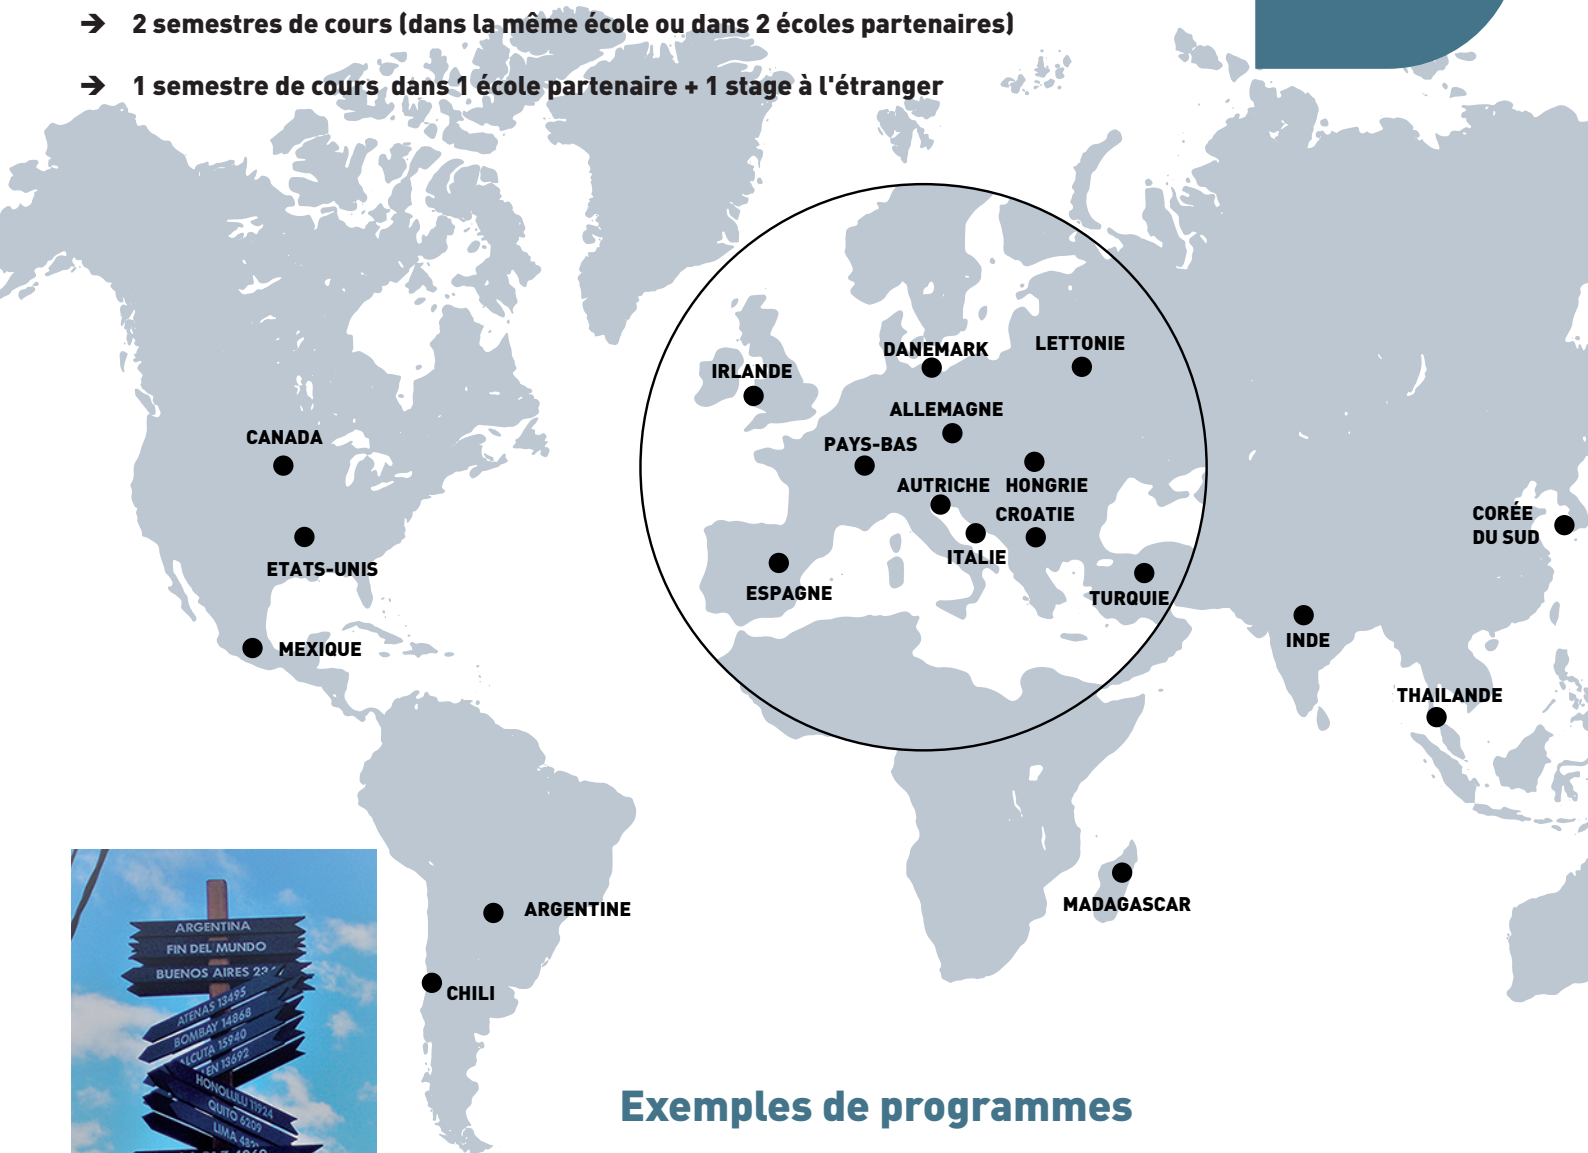 ➔ 2 semestres de cours (dans la même école ou dans 2 écoles partenaires)
➔ 1 semestre de cours dans 1 école partenaire + 1 stage à l'étranger
DANEMARK
LETTONIE
IRLANDE
ALLEMAGNE
CANADA
PAYS-BAS
AUTRICHE
HONGRIE
CROATIE
CORÉE
DU SUD
ITALIE
ETATS-UNIS
ESPAGNE
TURQUIE
INDE
MEXIQUE
THAILANDE
MADAGASCAR
ARGENTINE
CHILI
ARGENTINA
FIN DEL MUNDO
BUENOS AIRES
ATENAS 13495
BOMBAY 14868
15940
13692
HONOLULU 11924
QUITO 6209
LIMA
Exemples de programmes